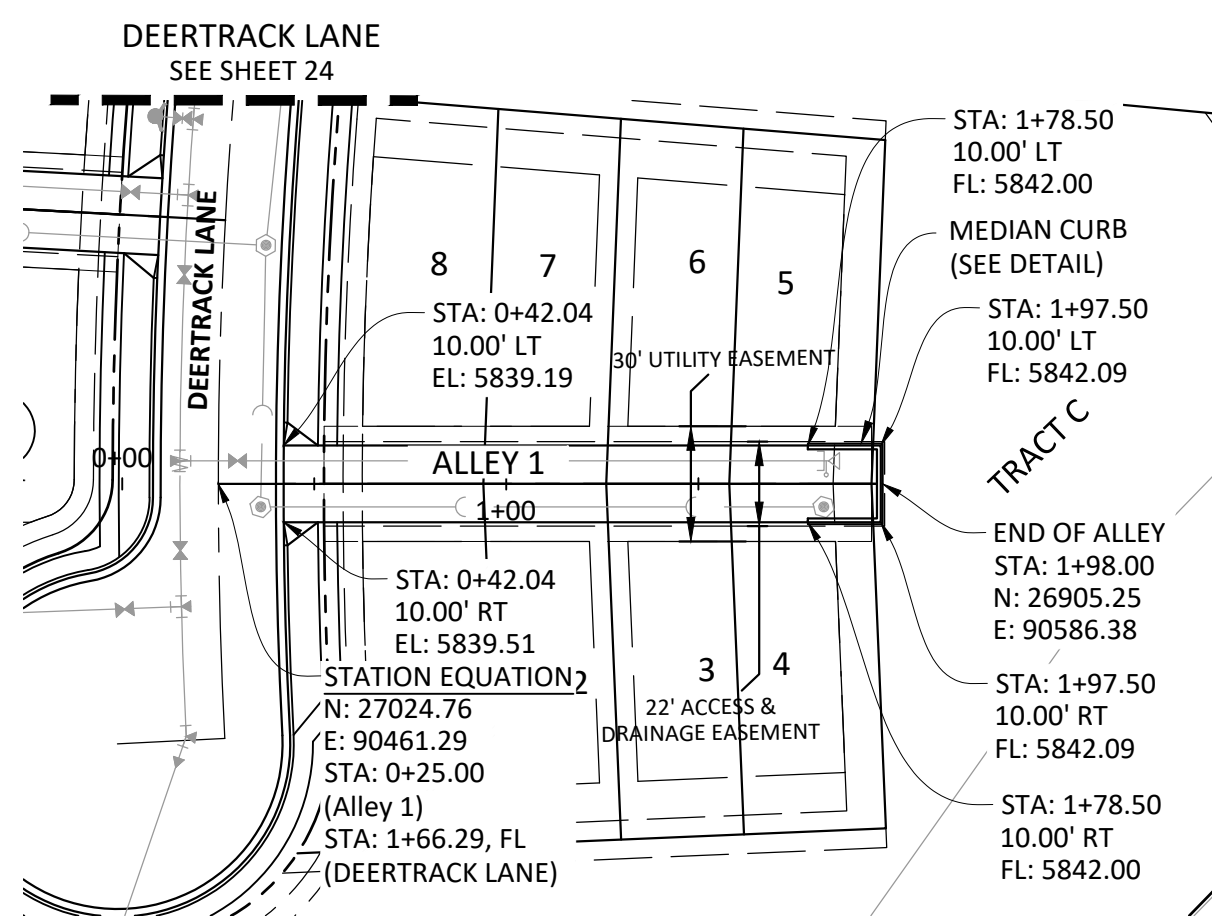 DEERTRACK LANE
SEE SHEET 24
DEERTRACK LANE
0+00
8
7
6
5
STA: 0+42.04
10.00' LT
EL: 5839.19
30' UTILITY EASEMENT
ALLEY 1
1+00
STA: 1+78.50
10.00' LT
FL: 5842.00
MEDIAN CURB
(SEE DETAIL)
STA: 1+97.50
10.00' LT
FL: 5842.09
TRACT C
END OF ALLEY
STA: 1+98.00
N: 26905.25
E: 90586.38
STA: 1+97.50
10.00' RT
FL: 5842.09
STA: 1+78.50
10.00' RT
FL: 5842.00
STA: 0+42.04
10.00' RT
EL: 5839.51
STATION EQUATION
2
N: 27024.76
E: 90461.29
STA: 0+25.00
(Alley 1)
STA: 1+66.29, FL
(DEERTRACK LANE)
3
4
22' ACCESS &
DRAINAGE EASEMENT